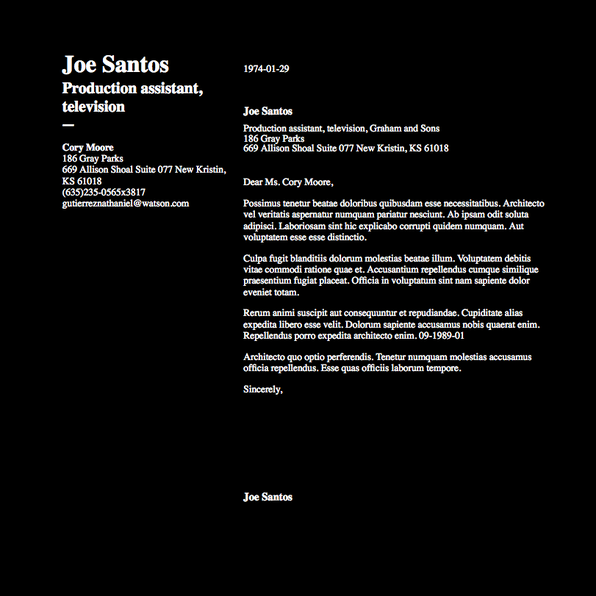 Joe Santos
Production assistant,
television
—
Cory Moore
186 Gray Parks
669 Allison Shoal Suite 077 New Kristin,
KS 61018
(635)235-0565x3817
gutierreznathaniel@watson.com
1974-01-29
Joe Santos
Production assistant, television, Graham and Sons
186 Gray Parks
669 Allison Shoal Suite 077 New Kristin, KS 61018
Dear Ms. Cory Moore,
Possimus tenetur beatae doloribus quibusdam esse necessitatibus. Architecto
vel veritatis aspernatur numquam pariatur nesciunt. Ab ipsam odit soluta
adipisci. Laboriosam sint hic explicabo corrupti quidem numquam. Aut
voluptatem esse esse distinctio.
Culpa fugit blanditiis dolorum molestias beatae illum. Voluptatem debitis
vitae commodi ratione quae et. Accusantium repellendus cumque similique
praesentium fugiat placeat. Officia in voluptatum sint nam sapiente dolor
eveniet totam.
Rerum animi suscipit aut consequuntur et repudiandae. Cupiditate alias
expedita libero esse velit. Dolorum sapiente accusamus nobis quaerat enim.
Repellendus porro expedita architecto enim. 09-1989-01
Architecto quo optio perferendis. Tenetur numquam molestias accusamus
officia repellendus. Esse quas officiis laborum tempore.
Sincerely,
Joe Santos